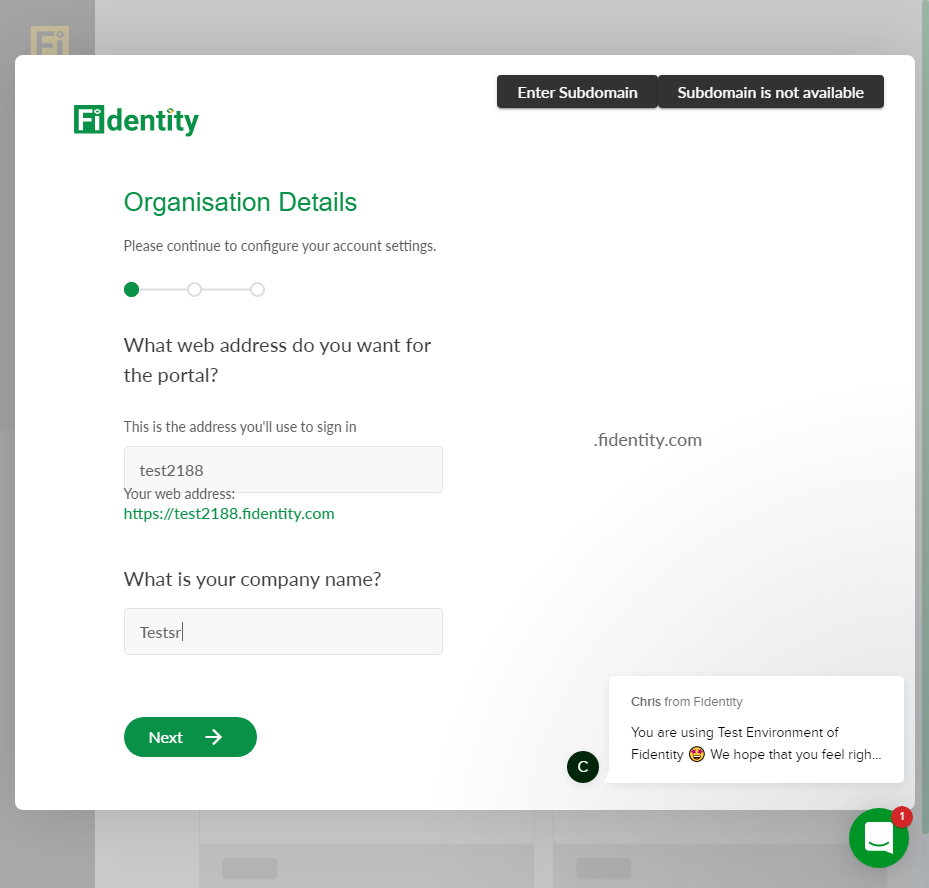 Fi
Enter Subdomain
Subdomain is not available
Fidentity
Organisation Details
Please continue to configure your account settings.
What web address do you want for
the portal?
This is the address you'll use to sign in
.fidentity.com
test2188
Your web address:
https://test2188.fidentity.com
What is your company name?
Testsr
Chris from Fidentity
You are using Test Environment of
Fidentity 🤩 We hope that you feel righ...
Next
C
1